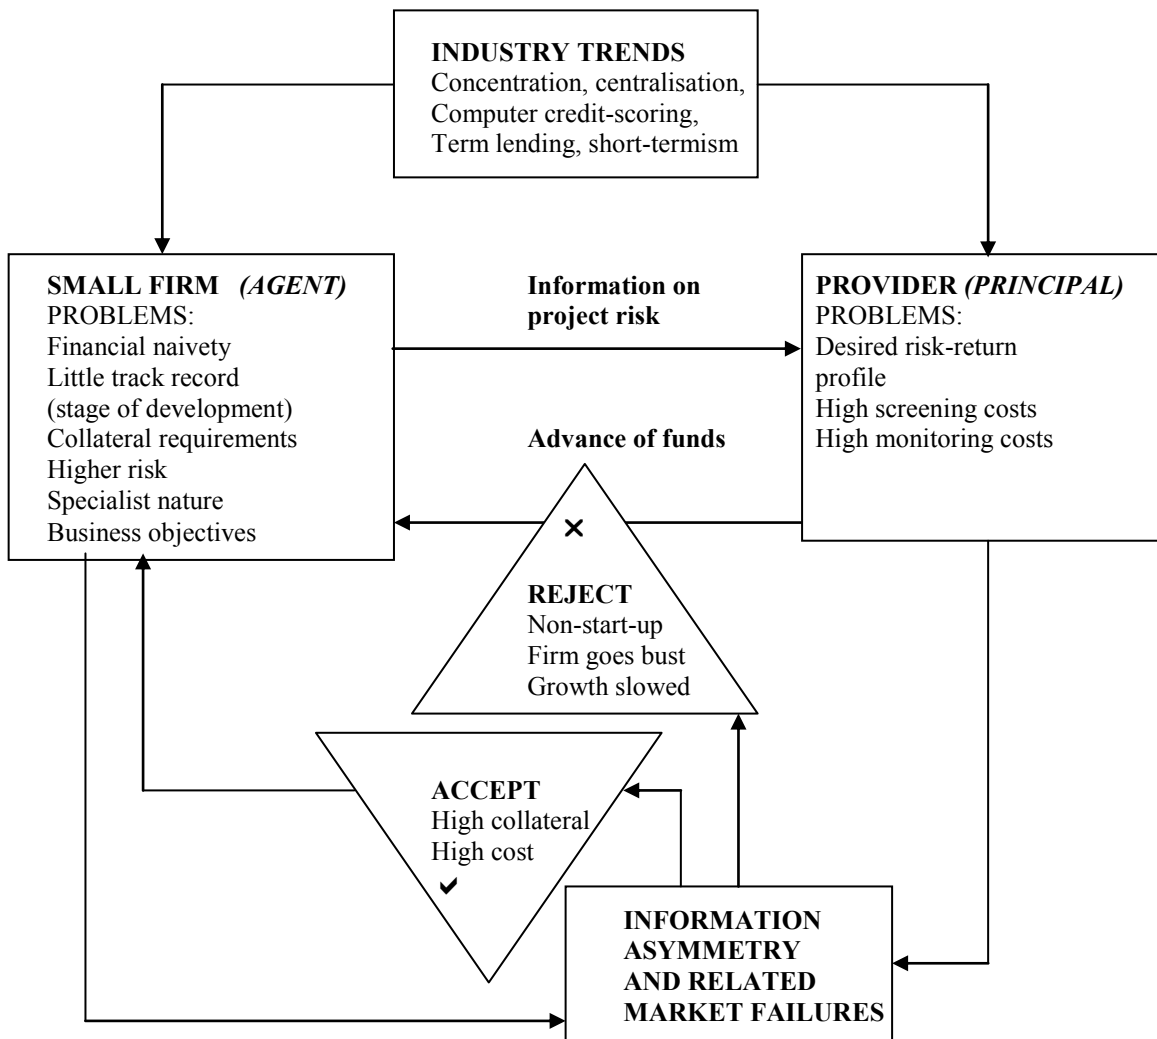 INDUSTRY TRENDS
Concentration, centralisation,
Computer credit-scoring,
Term lending, short-termism
SMALL FIRM (AGENT)
PROBLEMS:
Financial naivety
Little track record
(stage of development)
Collateral requirements
Higher risk
Specialist nature
Business objectives
Information on
project risk
Advance of funds
PROVIDER (PRINCIPAL)
PROBLEMS:
Desired risk-return
profile
High screening costs
High monitoring costs
REJECT
Non-start-up
Firm goes bust
Growth slowed
ACCEPT
High collateral
High cost
INFORMATION
ASYMMETRY
AND RELATED
MARKET FAILURES